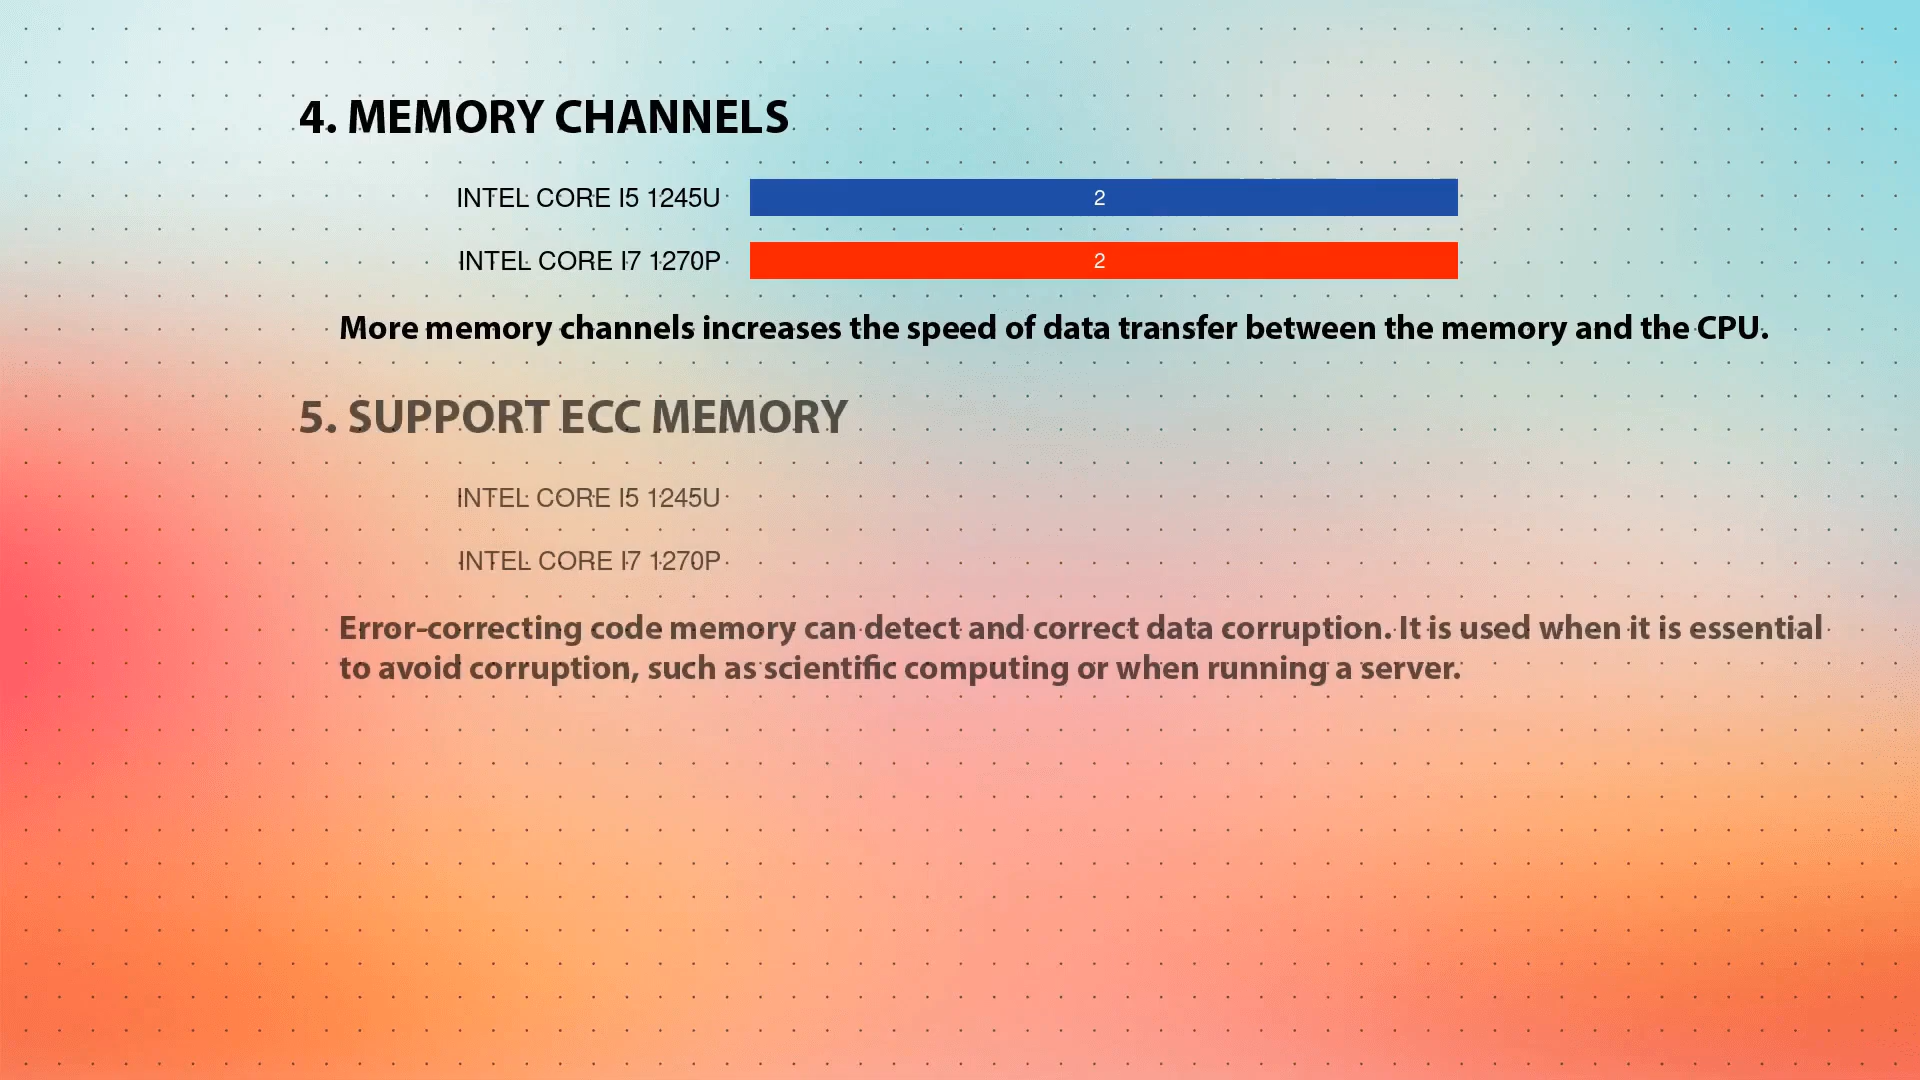 4. MEMORY CHANNELS
INTEL CORE I5 1245U
2
INTEL CORE I7 1270P
2
More memory channels increases the speed of data transfer between the memory and the CPU.
5. SUPPORT ECC MEMORY
INTEL CORE I5 1245U
INTEL CORE I7 1270P
Error-correcting code memory can detect and correct data corruption. It is used when it is essential
to avoid corruption, such as scientific computing or when running a server.